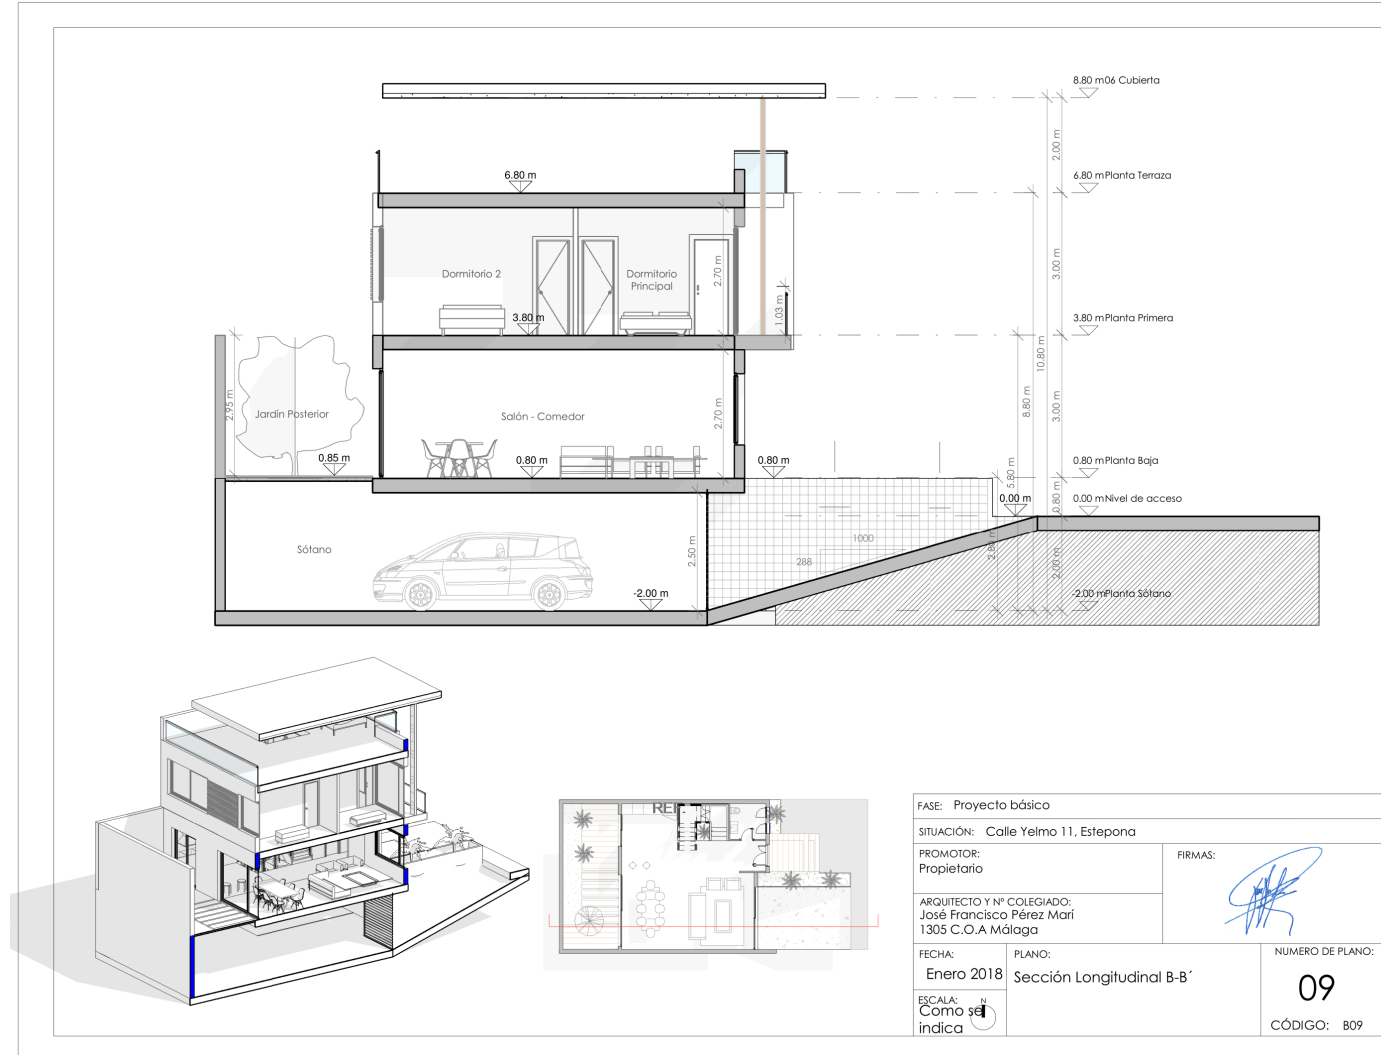 8.80 m06 Cubierta
2.00 m
6.80 m
6.80 mPlanta Terraza
Dormitorio 2
Dormitorio
Principal
2.70 m
3.00 m
1.03 m
3.80 m
3.80 mPlanta Primera
10.80 m
2.95 m
Jardín Posterior
Salón - Comedor
2.70 m
8.80 m
3.00 m
0.85 m
0.80 m
0.80 m
0.80 mPlanta Baja
5.80 m
0.00 m
0.80 m
0.00 mNivel de acceso
Sótano
2.50 m
1000
288
2.80 m
2.00 m
-2.00 m
-2.00 mPlanta Sótano
REF
FASE: Proyecto básico
SITUACIÓN: Calle Yelmo 11, Estepona
PROMOTOR:
Propietario
FIRMAS:
ARQUITECTO Y Nº COLEGIADO:
José Francisco Pérez Marí
1305 C.O.A Málaga
FECHA:
Enero 2018
PLANO:
Sección Longitudinal B-B´
NUMERO DE PLANO:
09
CÓDIGO: B09
ESCALA:
Como se
indica
N